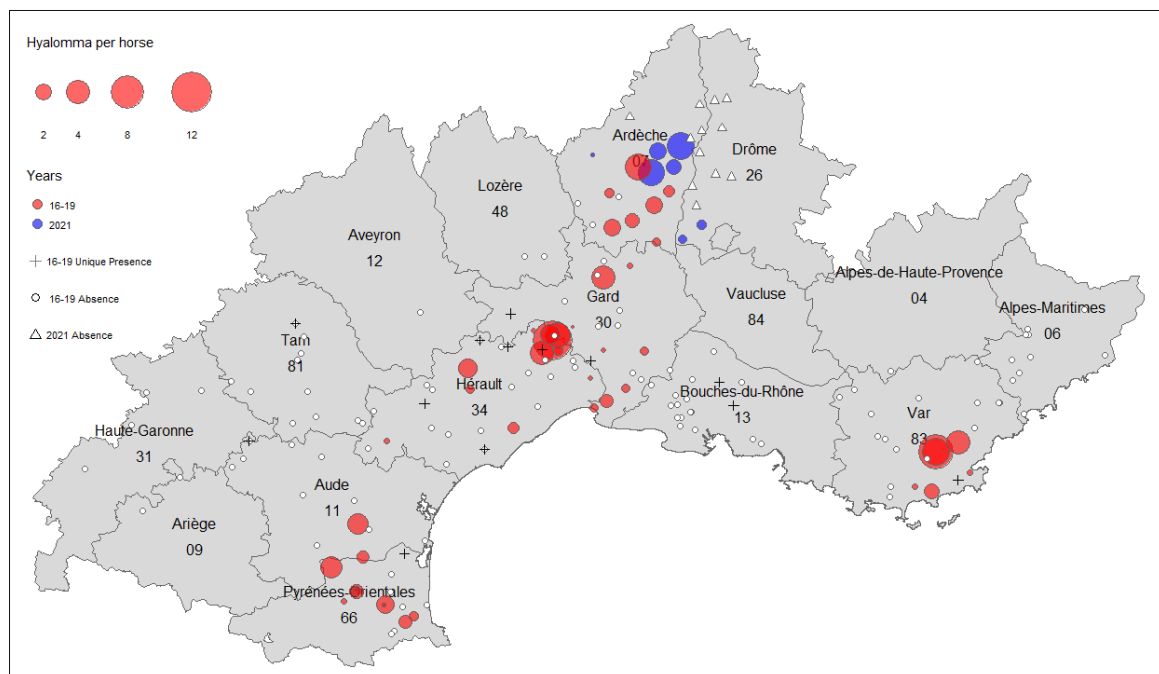 Hyalomma per horse
2 4 8 12
Years
16-19
2021
16-19 Unique Presence
16-19 Absence
2021 Absence
Ardèche
07
Drôme
26
Lozère
48
Aveyron
12
Gard
30
Vaucluse
84
Alpes-de-Haute-Provence
04
Alpes-Maritimes
06
Tarn
81
Hérault
34
Bouches-du-Rhône
13
Var
83
Haute-Garonne
31
Aude
11
Ariège
09
Pyrénées-Orientales
66